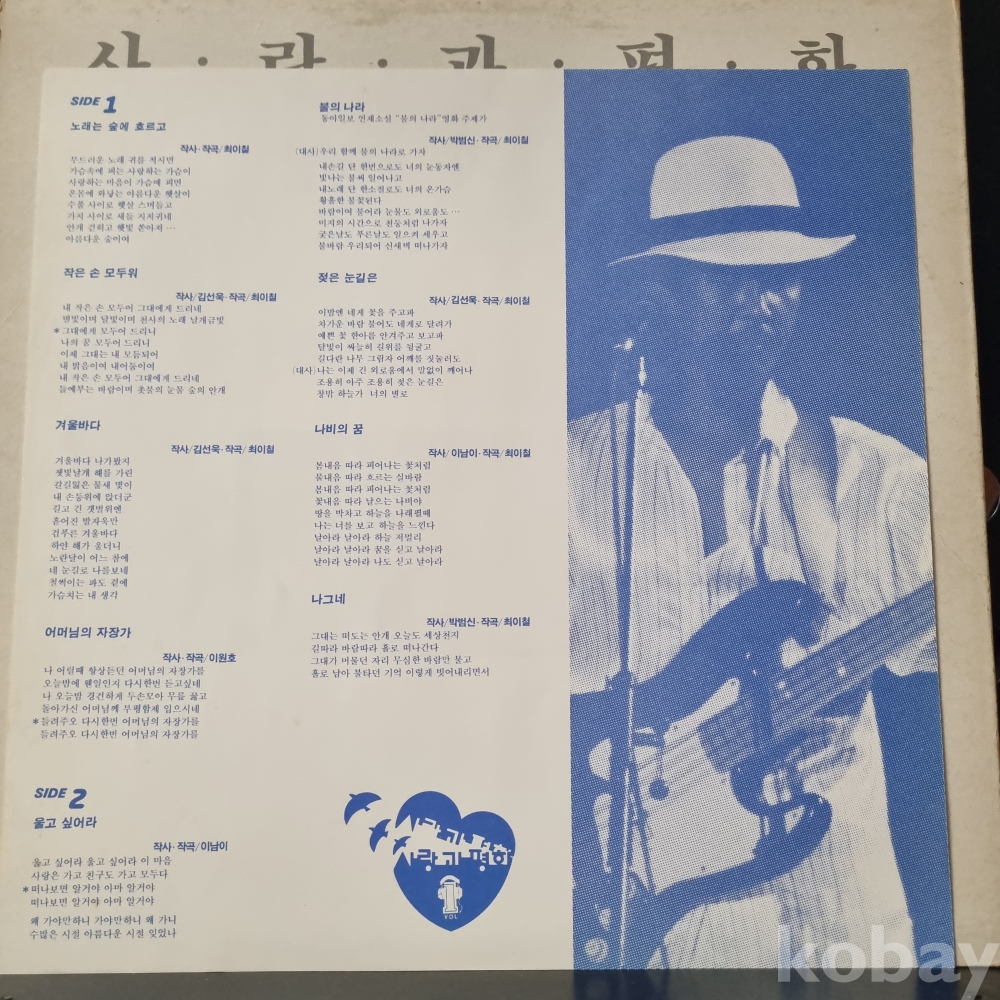 사·랑·과·평·화
SIDE 1
노래는 숲에 흐르고
작사·작곡/최이철
부드러운 노래 귀를 적시면
가슴속에 피는 사랑하는 가슴이
사랑하는 마음이 가슴에 피면
온몸에 화닿는 아름다운 햇살이
수풀 사이로 햇살 스며들고
가지 사이로 새들 지저귀네
안개 걷히고 햇빛 쏟아져 …
아름다운 숲이여
작은 손 모두워
작사/김선욱·작곡/최이철
내 작은 손 모두어 그대에게 드리네
별빛이며 달빛이며 천사의 노래 날개금빛
*그대에게 모두어 드리니
나의 꿈 모두어 드리니
이제 그대는 내 모듬되어
내 밝음이여 내어둠이여
내 작은 손 모두어 그대에게 드리네
들에부는 바람이며 촛불의 눈물 숲의 안개
겨울바다
작사/김선욱·작곡/최이철
겨울바다 나가봤지
잿빛날개 해를 가린
갈길잃은 물새 몇이
내 손등위에 앉더군
길고 긴 갯벌위엔
흩어진 발자욱만
검푸른 겨울바다
하얀 해가 울더니
노란달이 어느 참에
네 눈길로 나를보네
철썩이는 파도 곁에
가슴치는 내 생각
어머님의 자장가
작사·작곡/이원호
나 어릴때 항상듣던 어머님의 자장가를
오늘밤에 웬일인지 다시한번 듣고싶네
나 오늘밤 경건하게 두손모아 무릎 꿇고
돌아가신 어머님께 부평함께 입으시네
*들려주오 다시한번 어머님의 자장가를
들려주오 다시한번 어머님의 자장가를
SIDE 2
울고 싶어라
작사·작곡/이남이
울고 싶어라 울고 싶어라 이 마음
사랑은 가고 친구도 가고 모두다
*떠나보면 알거야 아마 알거야
떠나보면 알거야 아마 알거야
왜 가야만하니 가야만하니 왜 가니
수많은 시절 아름다운 시절 잊었나
불의 나라
동아일보 연재소설 "불의 나라"영화 주제가
작사/박범신·작곡/최이철
(대사)우리 함께 불의 나라로 가자
내손길 단 한번으로도 너의 눈동자엔
빛나는 불씨 일어나고
내노래 단 한소절로도 너의 온가슴
황홀한 불꽃된다
바람이여 불어라 눈물도 외로움도 …
미지의 시간으로 천둥처럼 나가자
궂은날도 푸른날도 일으켜 세우고
불바람 우리되어 신새벽 떠나가자
젖은 눈길은
작사/김선욱·작곡/최이철
이밤엔 네게 꽃을 주고파
차가운 바람 불어도 네게로 달려가
예쁜 꽃 한아름 안겨주고 보고파
달빛이 싸늘히 길위를 뒹굴고
길다란 나무 그림자 어깨를 짓눌러도
(대사)나는 이제 긴 외로움에서 말없이 깨어나
조용히 아주 조용히 젖은 눈길은
창밖 하늘가 너의 별로
나비의 꿈
작사/이남이·작곡/최이철
봄내음 따라 피어나는 꽃처럼
물내음 따라 흐르는 실바람
봄내음 따라 피어나는 꽃처럼
꽃내음 따라 날으는 나비야
땅을 박차고 하늘을 나래펼때
나는 너를 보고 하늘을 느낀다
날아라 날아라 하늘 저멀리
날아라 날아라 꿈을 싣고 날아라
날아라 날아라 나도 싣고 날아라
나그네
작사/박범신·작곡/최이철
그대는 떠도는 안개 오늘도 세상천지
길따라 바람따라 홀로 떠나간다
그대가 머물던 자리 무심한 바람만 불고
홀로 남아 불타던 기억 이렇게 빗어내리면서
사랑과 평화
사랑과 평화
1
VOL
kobay